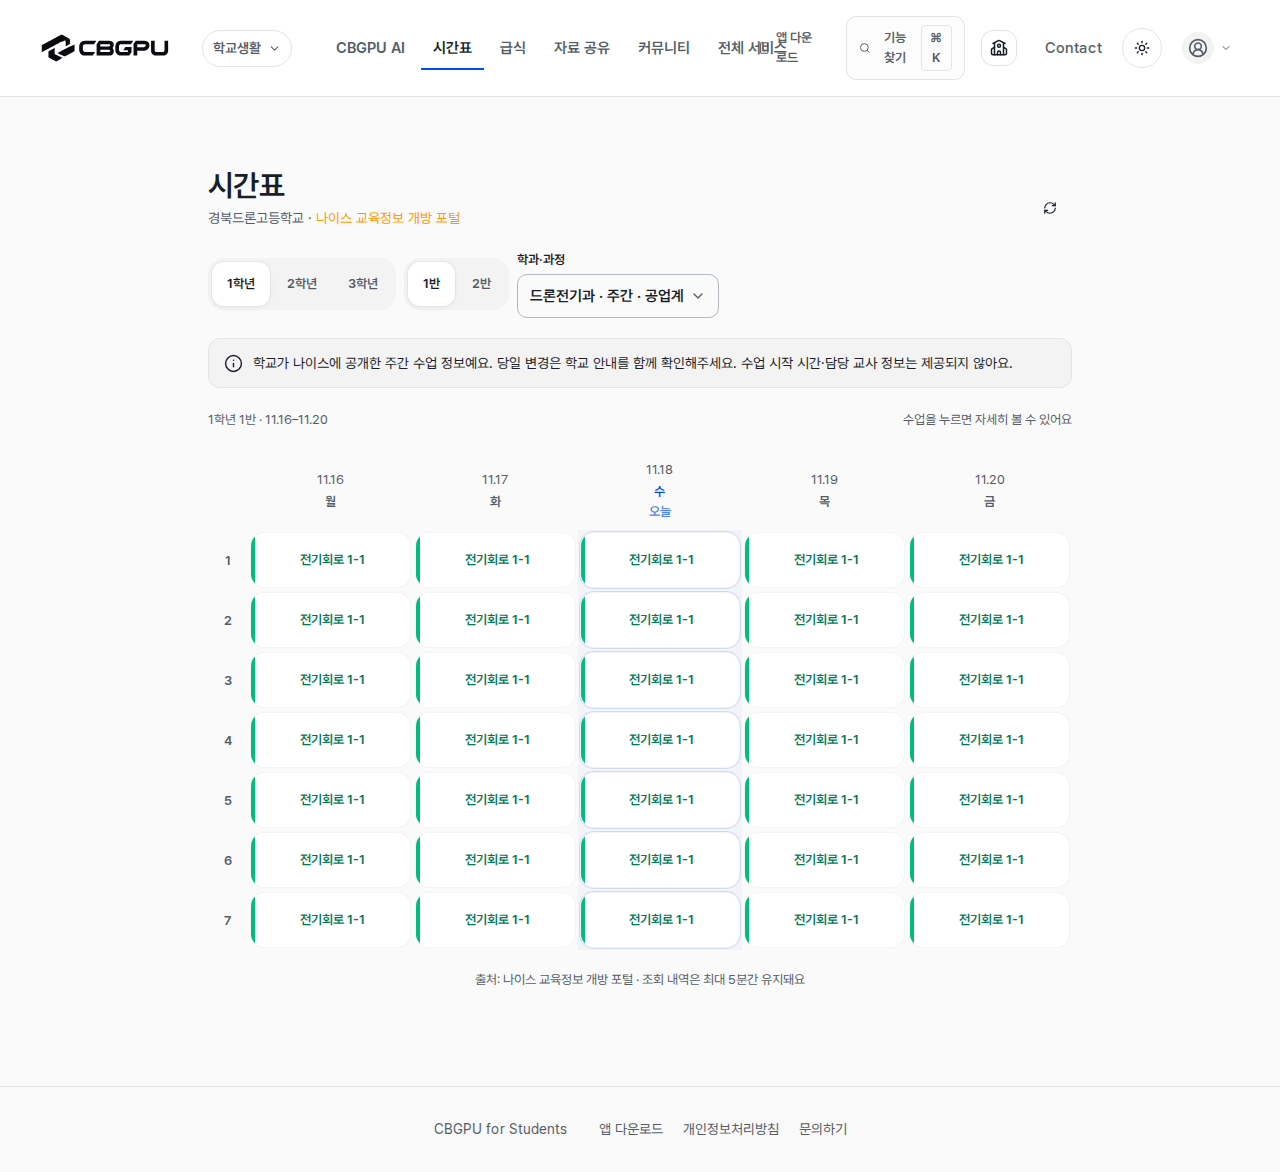 CBGPU
학교생활
CBGPU AI 시간표 급식 자료 공유 커뮤니티 전체 서비스
앱 다운
로드
기능
찾기
⌘
K
Contact
시간표
경북드론고등학교 · 나이스 교육정보 개방 포털
학과·과정
1학년 2학년 3학년 1반 2반 드론전기과 · 주간 · 공업계
학교가 나이스에 공개한 주간 수업 정보예요. 당일 변경은 학교 안내를 함께 확인해주세요. 수업 시작 시간·담당 교사 정보는 제공되지 않아요.
1학년 1반 · 11.16–11.20 수업을 누르면 자세히 볼 수 있어요
11.16 11.17 11.18 11.19 11.20
월 화 수 목 금
오늘
1 전기회로 1-1 전기회로 1-1 전기회로 1-1 전기회로 1-1 전기회로 1-1
2 전기회로 1-1 전기회로 1-1 전기회로 1-1 전기회로 1-1 전기회로 1-1
3 전기회로 1-1 전기회로 1-1 전기회로 1-1 전기회로 1-1 전기회로 1-1
4 전기회로 1-1 전기회로 1-1 전기회로 1-1 전기회로 1-1 전기회로 1-1
5 전기회로 1-1 전기회로 1-1 전기회로 1-1 전기회로 1-1 전기회로 1-1
6 전기회로 1-1 전기회로 1-1 전기회로 1-1 전기회로 1-1 전기회로 1-1
7 전기회로 1-1 전기회로 1-1 전기회로 1-1 전기회로 1-1 전기회로 1-1
출처: 나이스 교육정보 개방 포털 · 조회 내역은 최대 5분간 유지돼요
CBGPU for Students 앱 다운로드 개인정보처리방침 문의하기